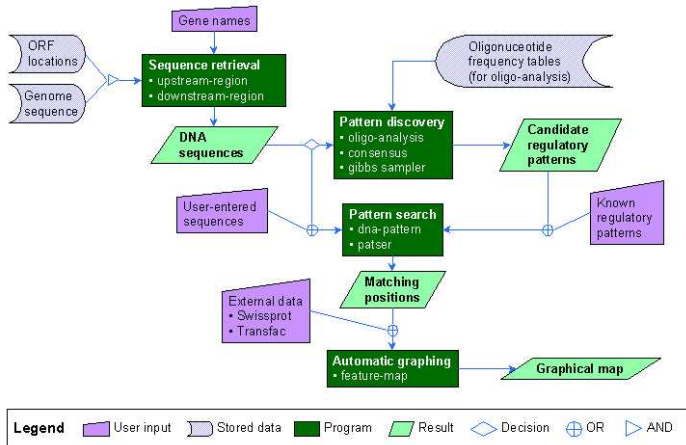 Gene names
ORF
locations
Genome
sequence
Sequence retrieval
▪ upstream-region
▪ downstream-region
Oligonuceotide
frequency tables
(for oligo-analysis)
DNA
sequences
Pattern discovery
▪ oligo-analysis
▪ consensus
▪ gibbs sampler
Candidate
regulatory
patterns
User-entered
sequences
Pattern search
▪ dna-pattern
▪ patser
Known
regulatory
patterns
Matching
positions
External data
▪ Swissprot
▪ Transfac
Automatic graphing
▪ feature-map
Graphical map
Legend User input Stored data Program Result Decision OR AND